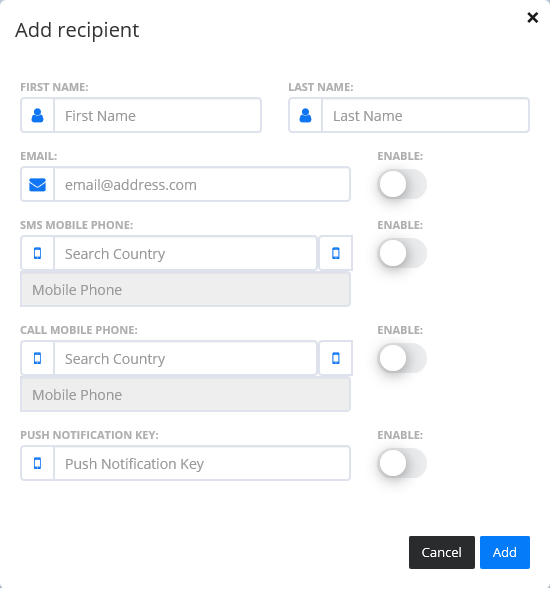 Add recipient
FIRST NAME: LAST NAME:
First Name Last Name
EMAIL: ENABLE:
email@address.com
SMS MOBILE PHONE: ENABLE:
Search Country
Mobile Phone
CALL MOBILE PHONE: ENABLE:
Search Country
Mobile Phone
PUSH NOTIFICATION KEY: ENABLE:
Push Notification Key
Cancel Add